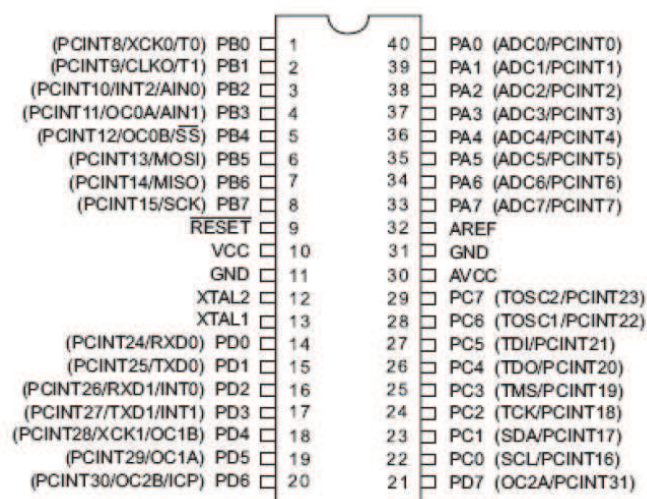 (PCINT8/XCK0/T0) PB0 1 40 PA0 (ADC0/PCINT0)
(PCINT9/CLKO/T1) PB1 2 39 PA1 (ADC1/PCINT1)
(PCINT10/INT2/AIN0) PB2 3 38 PA2 (ADC2/PCINT2)
(PCINT11/OC0A/AIN1) PB3 4 37 PA3 (ADC3/PCINT3)
(PCINT12/OC0B/SS) PB4 5 36 PA4 (ADC4/PCINT4)
(PCINT13/MOSI) PB5 6 35 PA5 (ADC5/PCINT5)
(PCINT14/MISO) PB6 7 34 PA6 (ADC6/PCINT6)
(PCINT15/SCK) PB7 8 33 PA7 (ADC7/PCINT7)
RESET 9 32 AREF
VCC 10 31 GND
GND 11 30 AVCC
XTAL2 12 29 PC7 (TOSC2/PCINT23)
XTAL1 13 28 PC6 (TOSC1/PCINT22)
(PCINT24/RXD0) PD0 14 27 PC5 (TDI/PCINT21)
(PCINT25/TXD0) PD1 15 26 PC4 (TDO/PCINT20)
(PCINT26/RXD1/INT0) PD2 16 25 PC3 (TMS/PCINT19)
(PCINT27/TXD1/INT1) PD3 17 24 PC2 (TCK/PCINT18)
(PCINT28/XCK1/OC1B) PD4 18 23 PC1 (SDA/PCINT17)
(PCINT29/OC1A) PD5 19 22 PC0 (SCL/PCINT16)
(PCINT30/OC2B/ICP) PD6 20 21 PD7 (OC2A/PCINT31)